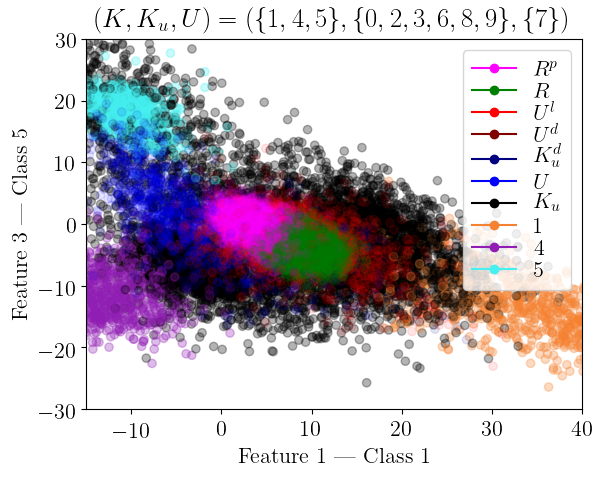 (K, K_u, U) = ({1, 4, 5}, {0, 2, 3, 6, 8, 9}, {7})
30
20
10
0
−10
−20
−30
−10
0
10
20
30
40
Feature 3 — Class 5
Feature 1 — Class 1
R^p
R
U^l
U^d
K_u^d
U
K_u
1
4
5